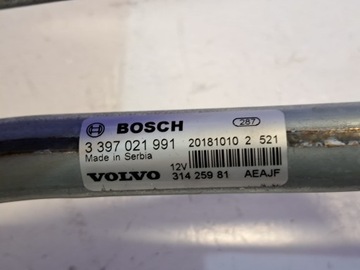 BOSCH 287
3 397 021 991 20181010 2 521
Made in Serbia 12V
VOLVO 314 259 81 AEAJF